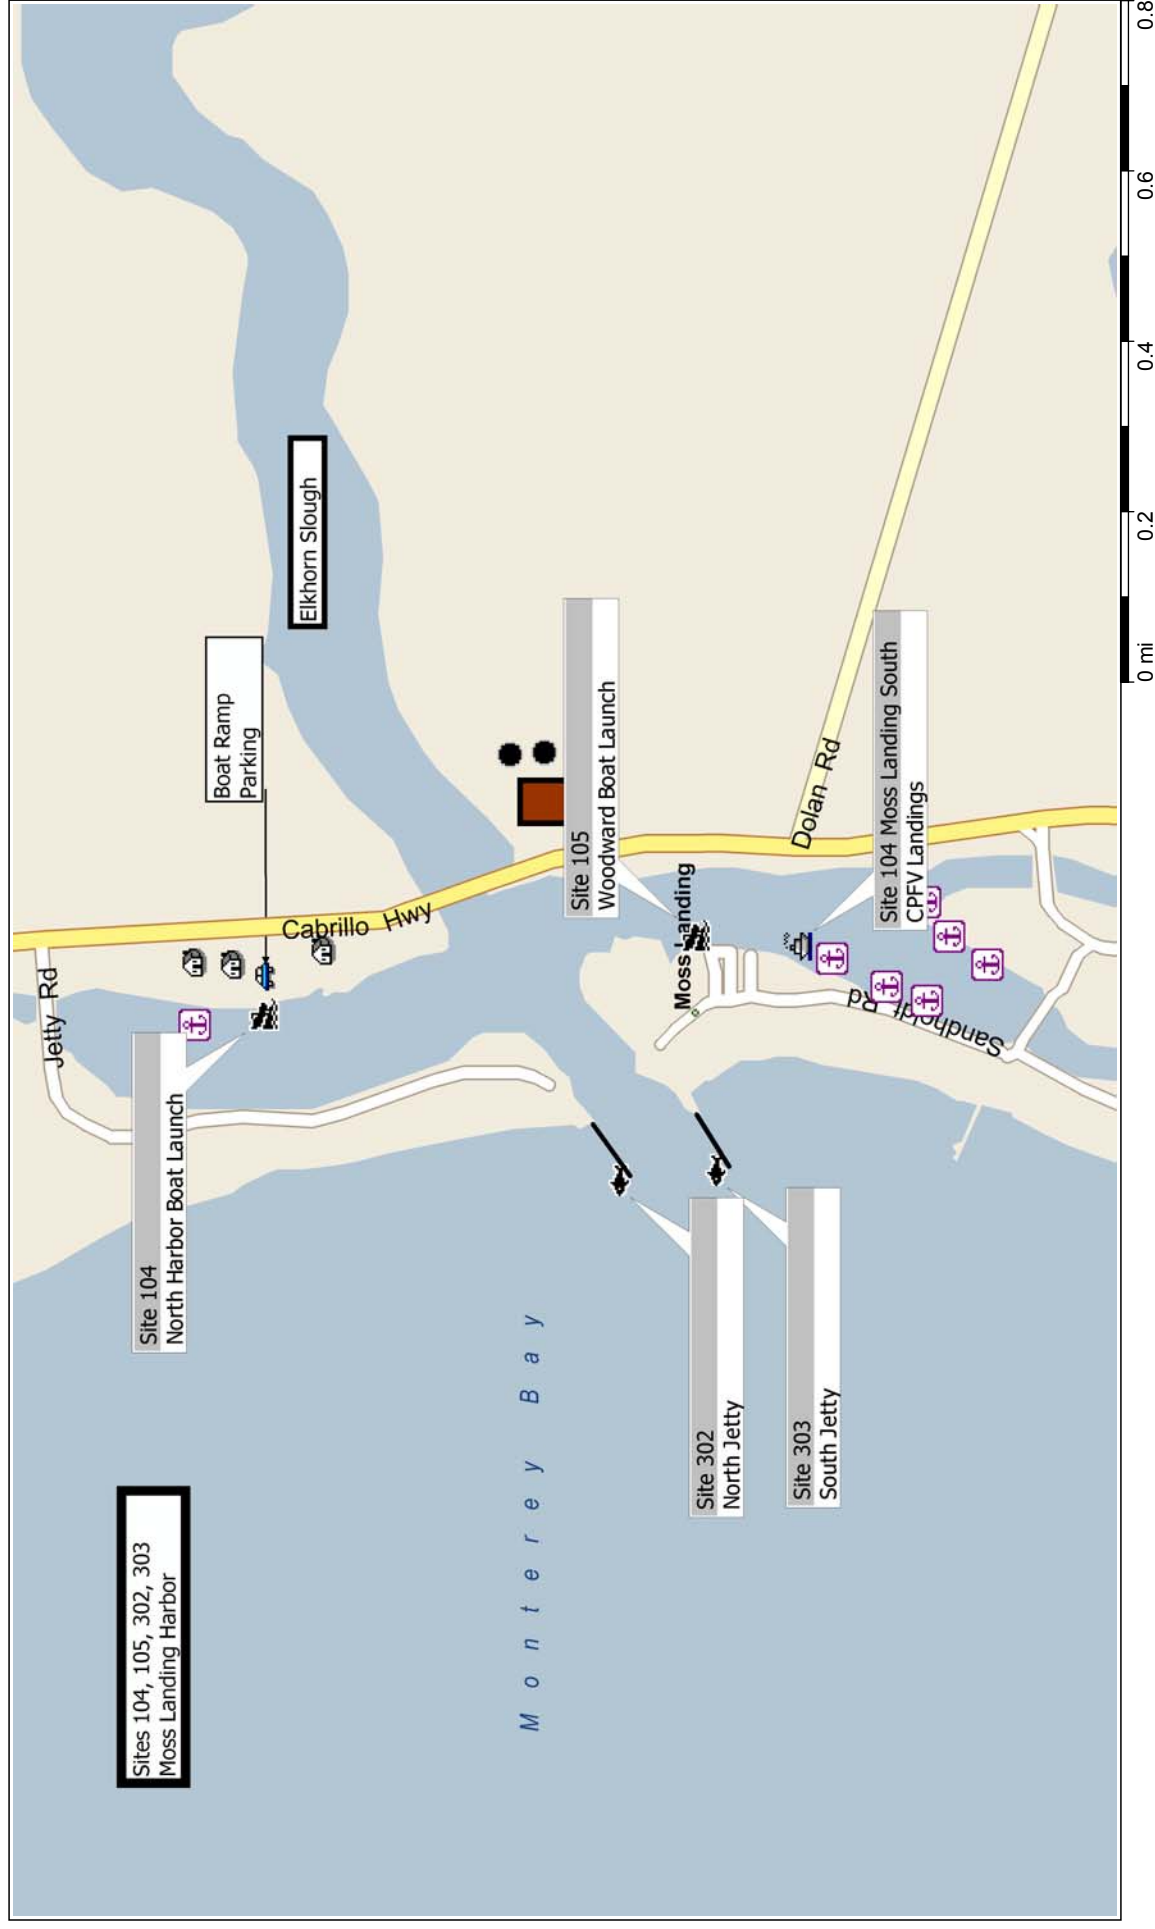 Sites 104, 105, 302, 303
Moss Landing Harbor
Site 104
North Harbor Boat Launch
Jetty Rd
Boat Ramp
Parking
Cabrillo Hwy
Elkhorn Slough
Monterey Bay
Site 302
North Jetty
Site 303
South Jetty
Site 105
Woodward Boat Launch
Moss Landing
Dolan Rd
Site 104 Moss Landing South
CPFV Landings
Sandholdt Rd
0 mi
0.2
0.4
0.6
0.8